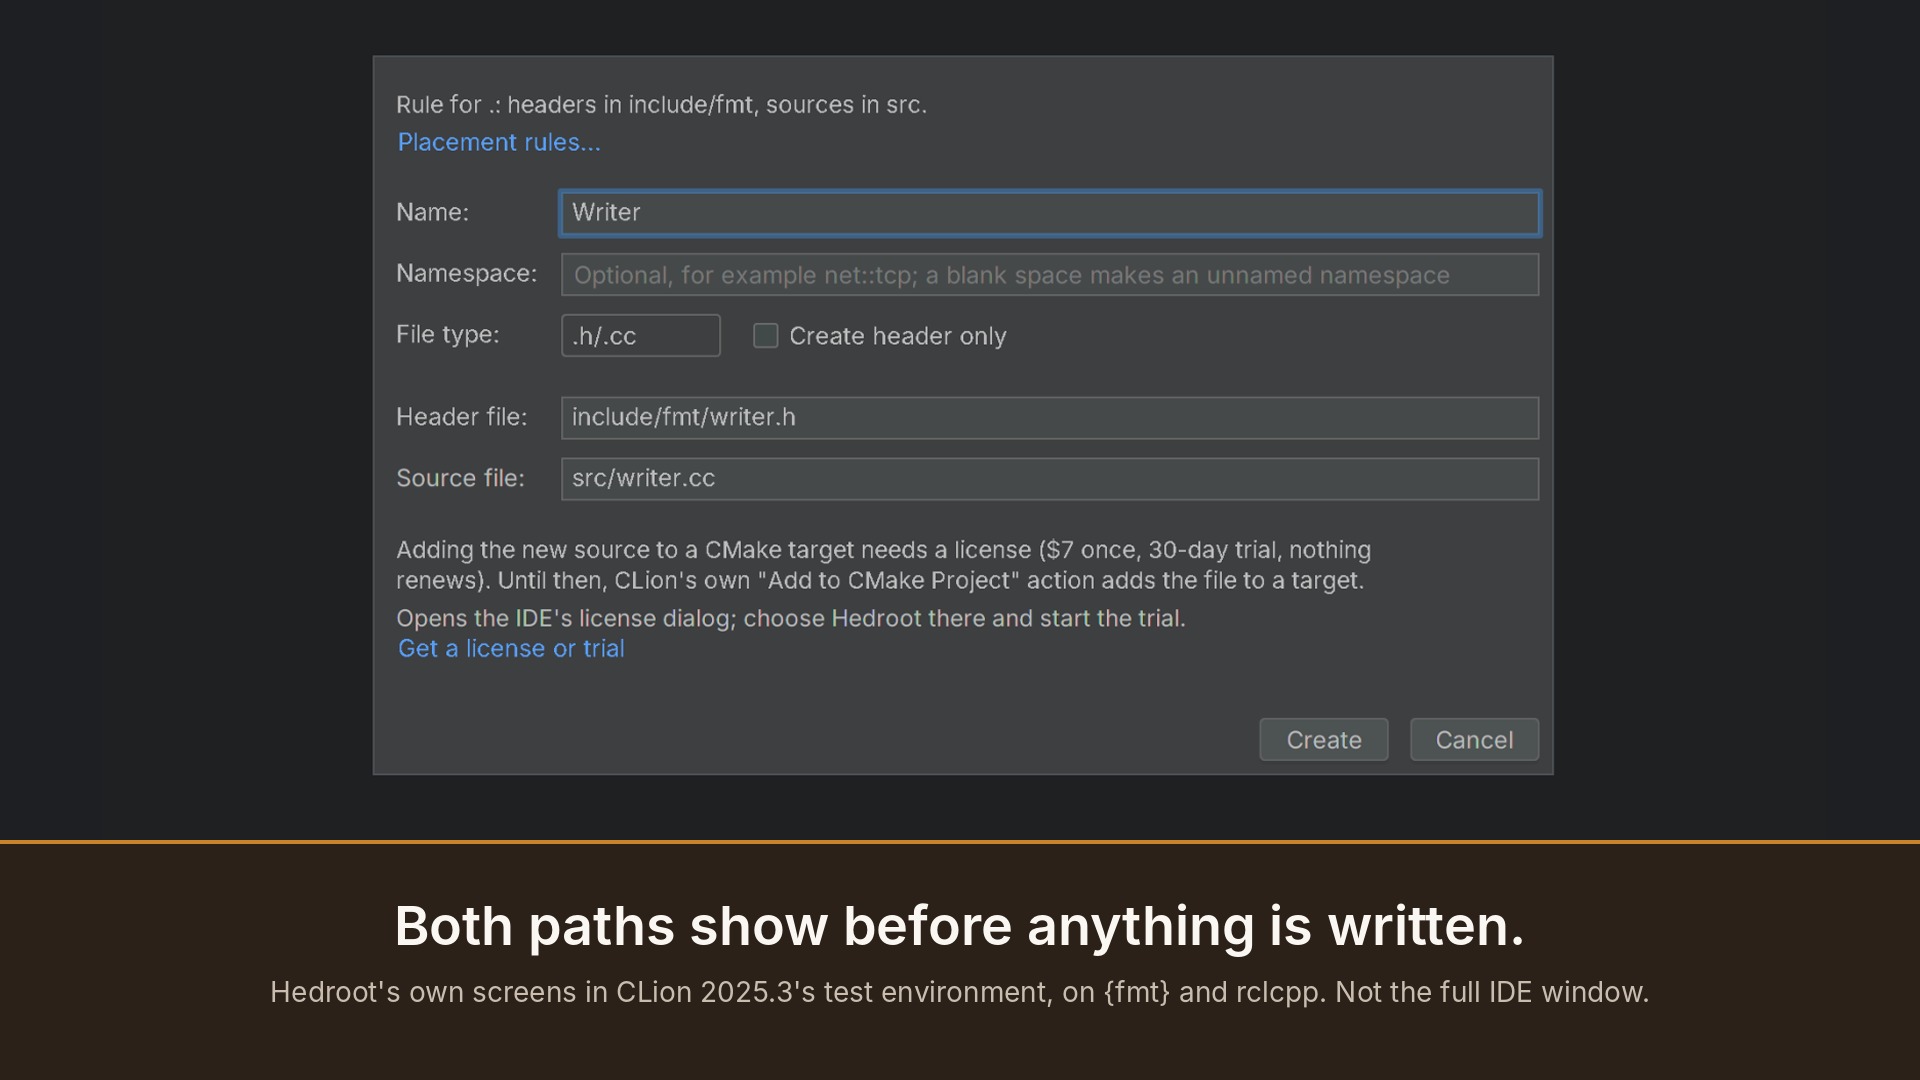 Rule for .: headers in include/fmt, sources in src.
Placement rules...
Name:
Writer
Namespace:
Optional, for example net::tcp; a blank space makes an unnamed namespace
File type:
.h/.cc
Create header only
Header file:
include/fmt/writer.h
Source file:
src/writer.cc
Adding the new source to a CMake target needs a license ($7 once, 30-day trial, nothing
renews). Until then, CLion's own "Add to CMake Project" action adds the file to a target.
Opens the IDE's license dialog; choose Hedroot there and start the trial.
Get a license or trial
Create
Cancel
Both paths show before anything is written.
Hedroot's own screens in CLion 2025.3's test environment, on {fmt} and rclcpp. Not the full IDE window.